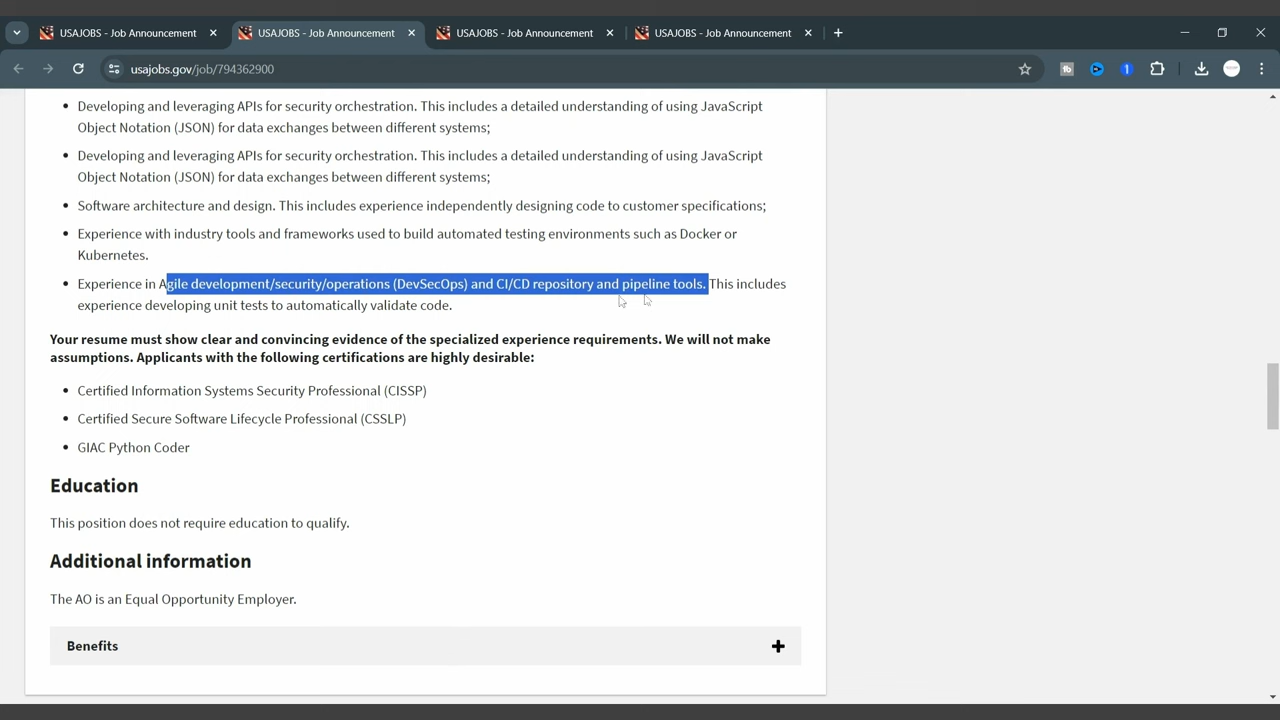 USAJOBS - Job Announcement
USAJOBS - Job Announcement
USAJOBS - Job Announcement
USAJOBS - Job Announcement
usajobs.gov/job/794362900
Developing and leveraging APIs for security orchestration. This includes a detailed understanding of using JavaScript
Object Notation (JSON) for data exchanges between different systems;
Developing and leveraging APIs for security orchestration. This includes a detailed understanding of using JavaScript
Object Notation (JSON) for data exchanges between different systems;
Software architecture and design. This includes experience independently designing code to customer specifications;
Experience with industry tools and frameworks used to build automated testing environments such as Docker or
Kubernetes.
Experience in Agile development/security/operations (DevSecOps) and CI/CD repository and pipeline tools. This includes
experience developing unit tests to automatically validate code.
Your resume must show clear and convincing evidence of the specialized experience requirements. We will not make
assumptions. Applicants with the following certifications are highly desirable:
Certified Information Systems Security Professional (CISSP)
Certified Secure Software Lifecycle Professional (CSSLP)
GIAC Python Coder
Education
This position does not require education to qualify.
Additional information
The AO is an Equal Opportunity Employer.
Benefits